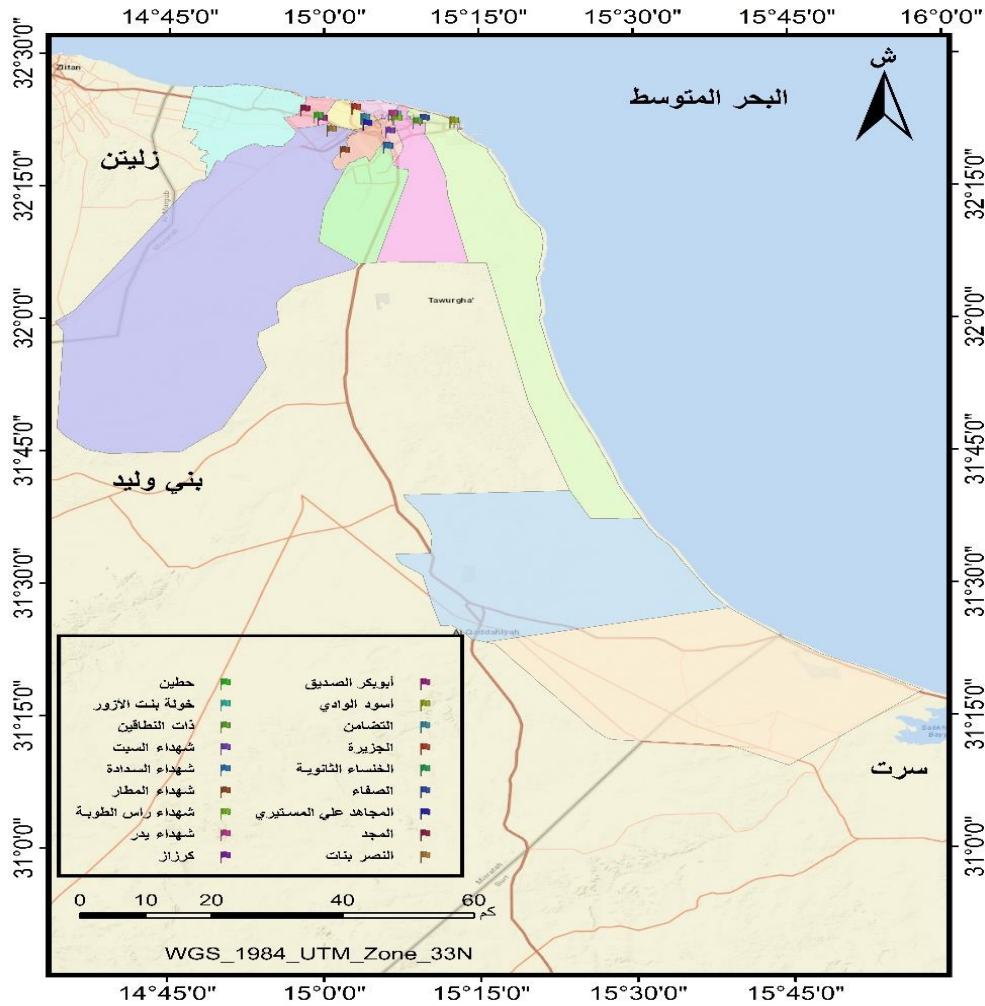 14°45'0" 15°0'0" 15°15'0" 15°30'0" 15°45'0" 16°0'0"
32°30'0"
32°30'0"
Zlitan
ش
البحر المتوسط
زليتن
32°15'0"
32°15'0"
Tawurgha'
32°0'0"
32°0'0"
31°45'0"
31°45'0"
بني وليد
31°30'0"
31°30'0"
Al Qaddahiyah
أبوبكر الصديق
أسود الوادي
التضامن
الجزيرة
الخنساء الثانوية
الصفاء
المجاهد علي المستيري
المجد
النصر بنات
حطين
خولة بنت الأزور
ذات النطاقين
شهداء السبت
شهداء السدادة
شهداء المطار
شهداء راس الطوبة
شهداء بدر
كرزاز
31°15'0"
31°15'0"
سرت
31°0'0"
31°0'0"
0 10 20 40 60
كم
WGS_1984_UTM_Zone_33N
14°45'0" 15°0'0" 15°15'0" 15°30'0" 15°45'0"